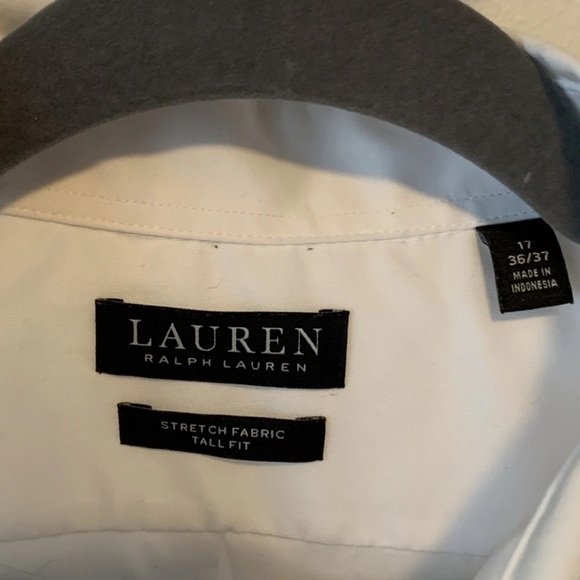 17
36/37
MADE IN
INDONESIA
LAUREN
RALPH LAUREN
STRETCH FABRIC
TALL FIT